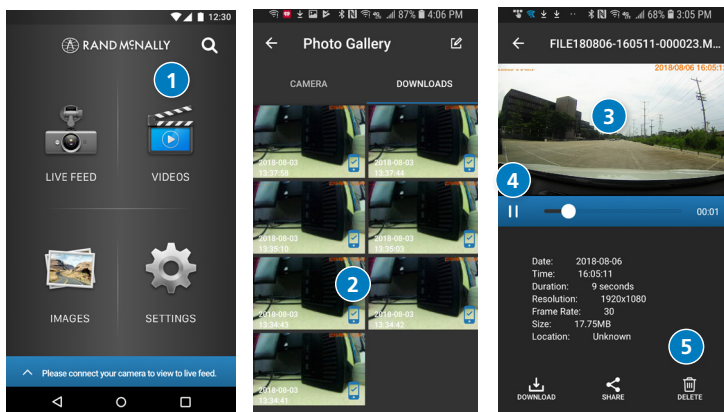 12:30
RAND MCNALLY
1
LIVE FEED
VIDEOS
IMAGES
SETTINGS
Please connect your camera to view to live feed.
87% 4:06 PM
Photo Gallery
CAMERA
DOWNLOADS
2018-08-03
13:37:58
2018-08-03
13:37:44
2018-08-03
13:35:10
2018-08-03
13:35:03
2018-08-03
13:34:43
2
2018-08-03
13:34:42
2018-08-03
13:34:41
68% 3:05 PM
FILE180806-160511-000023.M...
2018/08/06 16:05:1
3
4
00:01
Date: 2018-08-06
Time: 16:05:11
Duration: 9 seconds
Resolution: 1920x1080
Frame Rate: 30
Size: 17.75MB
Location: Unknown
5
DOWNLOAD
SHARE
DELETE